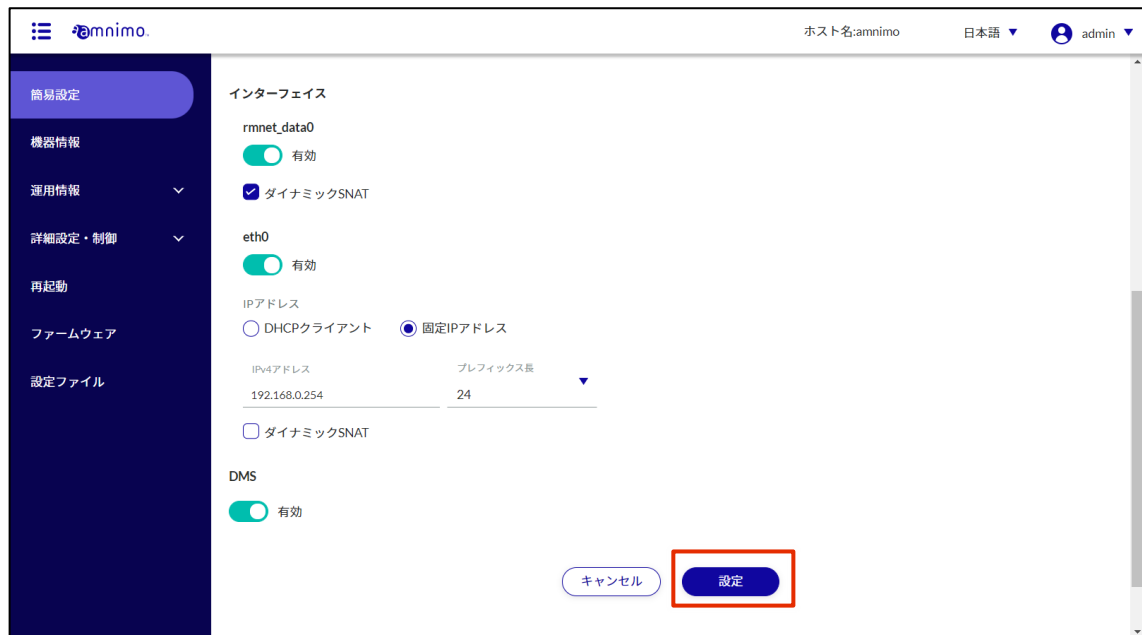 amnimo.
ホスト名:amnimo
日本語
admin
簡易設定
機器情報
運用情報
詳細設定・制御
再起動
ファームウェア
設定ファイル
インターフェイス
rmnet_data0
有効
ダイナミックSNAT
eth0
有効
IPアドレス
DHCPクライアント 固定IPアドレス
IPv4アドレス プレフィックス長
192.168.0.254 24
ダイナミックSNAT
DMS
有効
キャンセル 設定